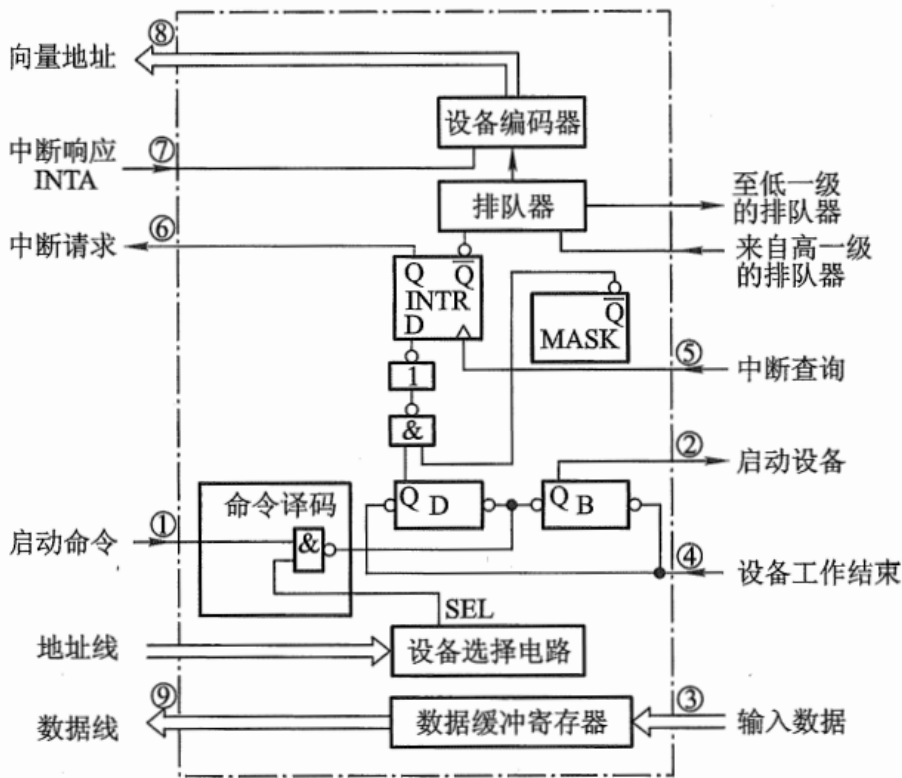 ⑧
向量地址
设备编码器
中断响应
INTA
⑦
排队器
至低一级
的排队器
中断请求
⑥
来自高一级
的排队器
Q Q
INTR
D
Q
MASK
⑤
中断查询
1
&
②
启动设备
命令译码
Q D
Q B
启动命令
①
&
④
设备工作结束
SEL
地址线
设备选择电路
⑨
数据线
数据缓冲寄存器
③
输入数据